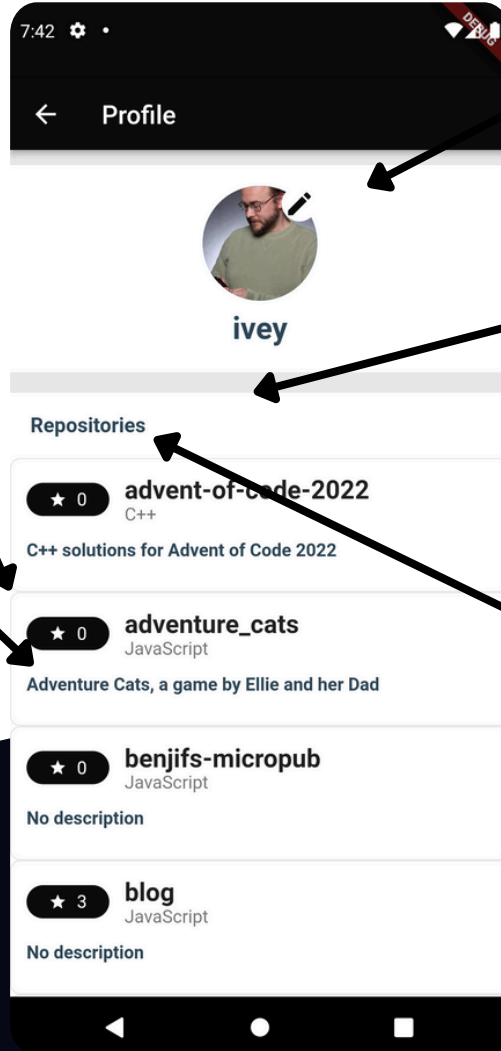 7:42
DEBUG
Profile
ivey
Repositories
0
advent-of-code-2022
C++
C++ solutions for Advent of Code 2022
0
adventure_cats
JavaScript
Adventure Cats, a game by Ellie and her Dad
0
benjifs-micropub
JavaScript
No description
3
blog
JavaScript
No description